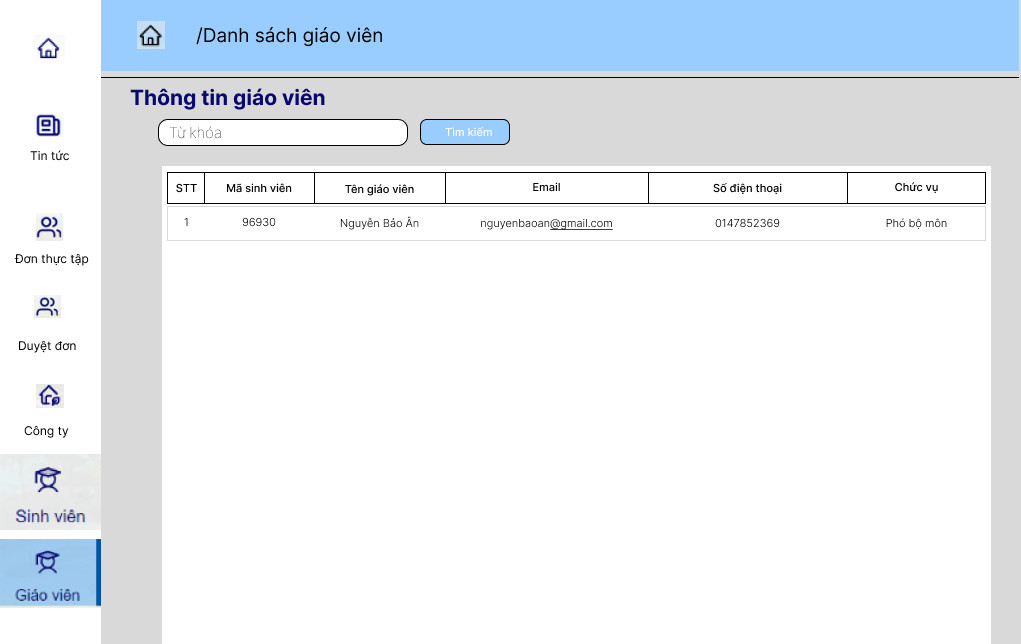 /Danh sách giáo viên
Thông tin giáo viên
Từ khóa
Tìm kiếm
STT Mã sinh viên Tên giáo viên Email Số điện thoại Chức vụ
1 96930 Nguyễn Bảo Ân nguyenbaoan@gmail.com 0147852369 Phó bộ môn
Tin tức
Đơn thực tập
Duyệt đơn
Công ty
Sinh viên
Giáo viên